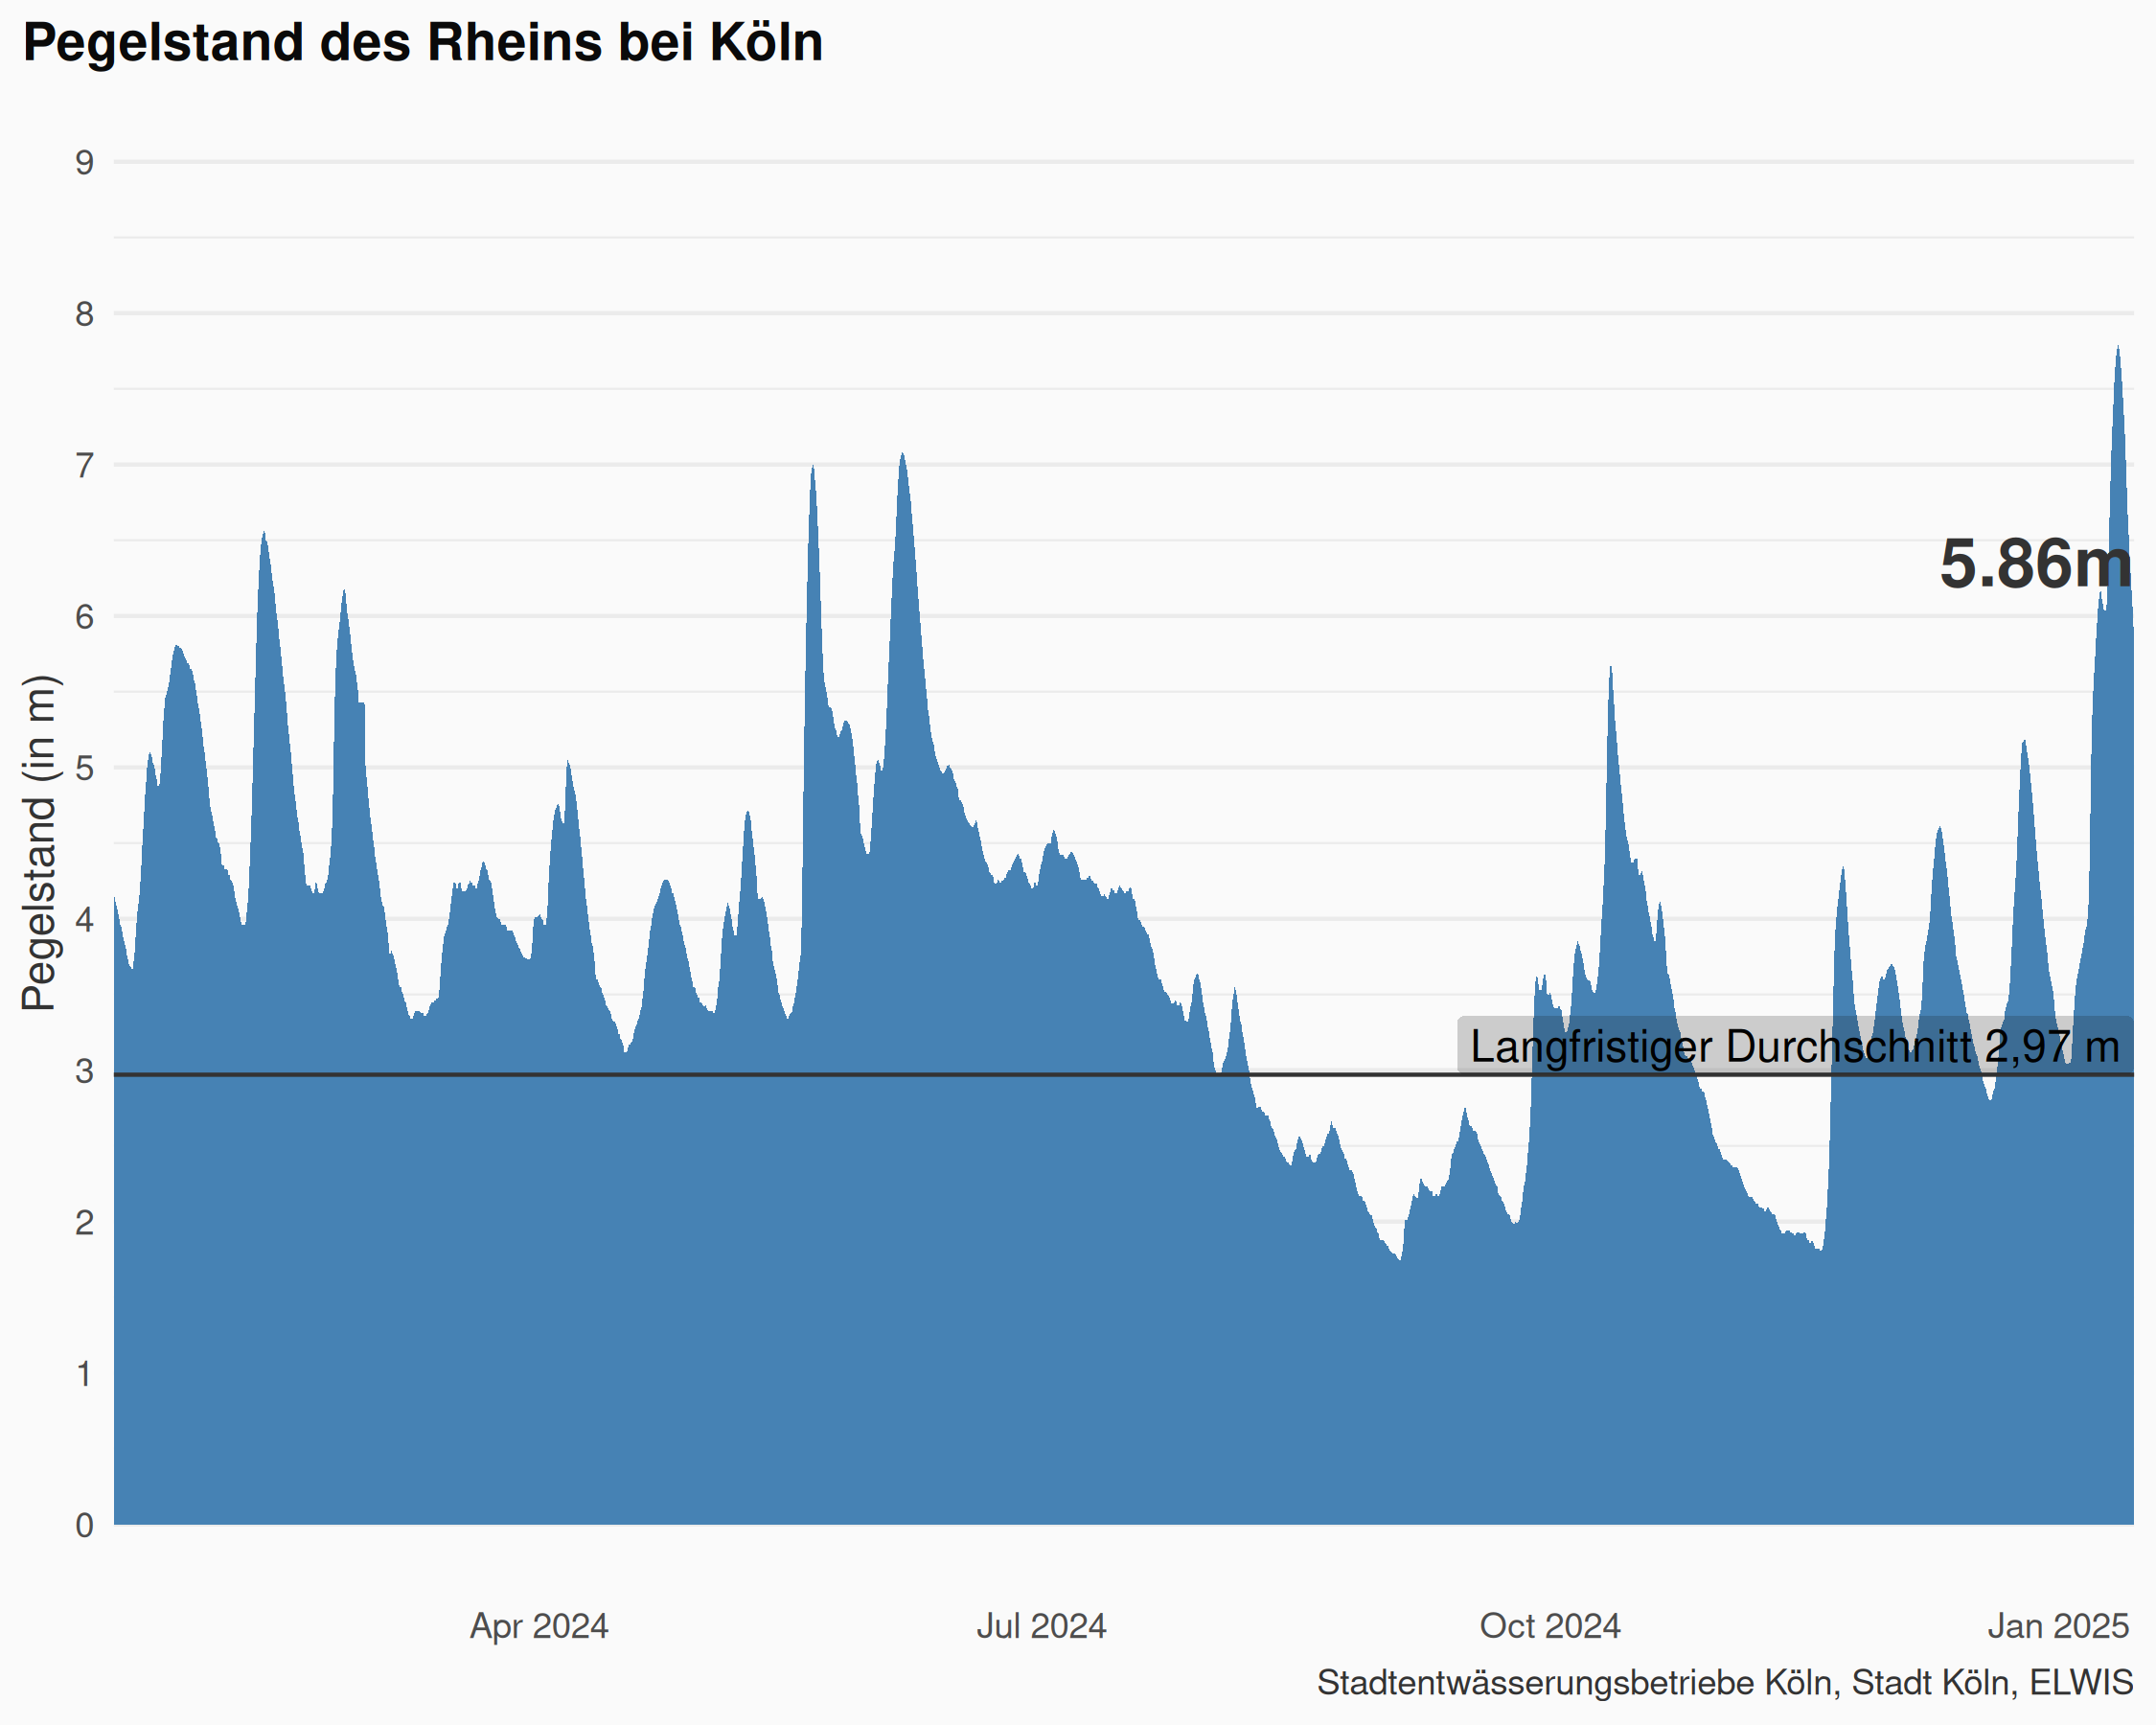 Pegelstand des Rheins bei Köln
9
8
7
6
5
4
3
2
1
0
Pegelstand (in m)
5.86m
Langfristiger Durchschnitt 2,97 m
Apr 2024 Jul 2024 Oct 2024 Jan 2025
Stadtentwässerungsbetriebe Köln, Stadt Köln, ELWIS